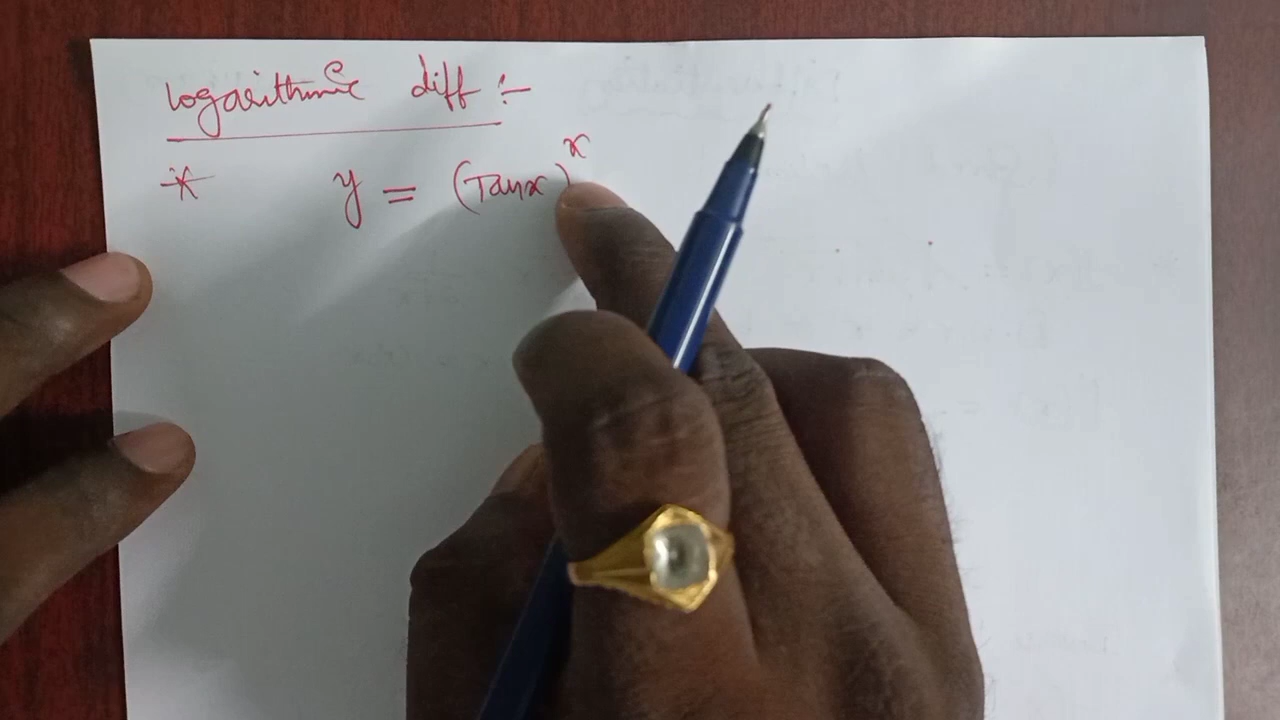 logarithmic diff :-
* y = (Tanx)^x